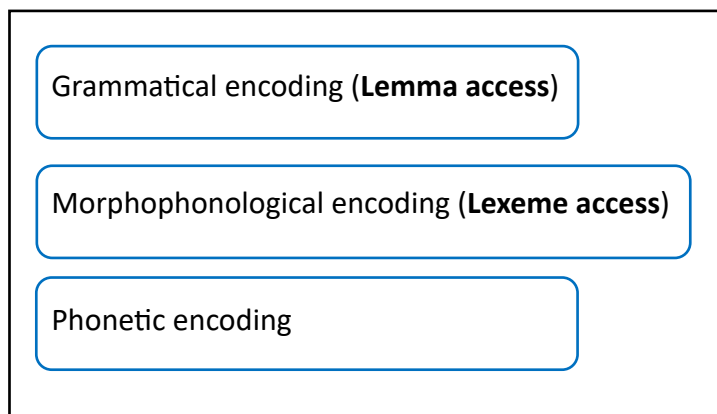 Grammatical encoding (Lemma access)
Morphophonological encoding (Lexeme access)
Phonetic encoding